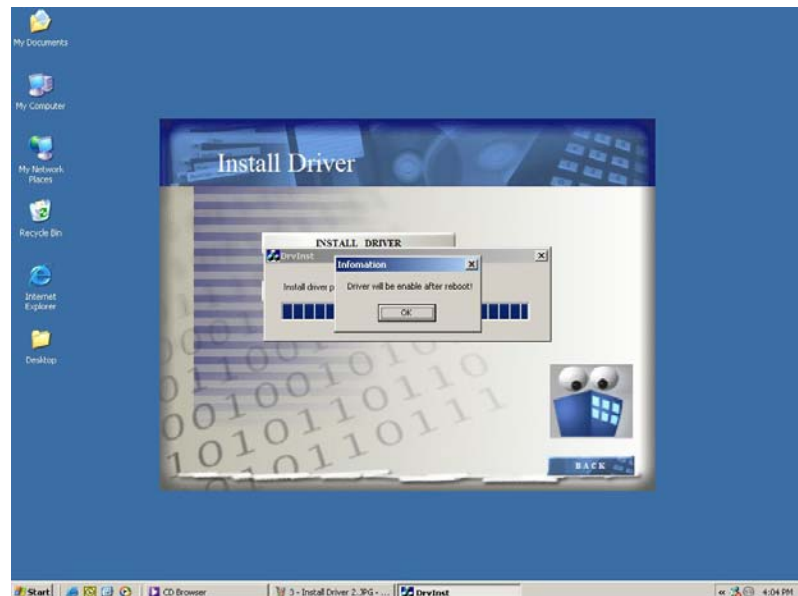 My Documents
My Computer
My Network
Places
Recycle Bin
Internet
Explorer
Desktop
Install Driver
INSTALL DRIVER
DrvInst
Infomation
Install driver p
Driver will be enable after reboot!
OK
BACK
Start
CD Browser
3 - Install Driver 2.JPG - ...
DrvInst
4:04 PM